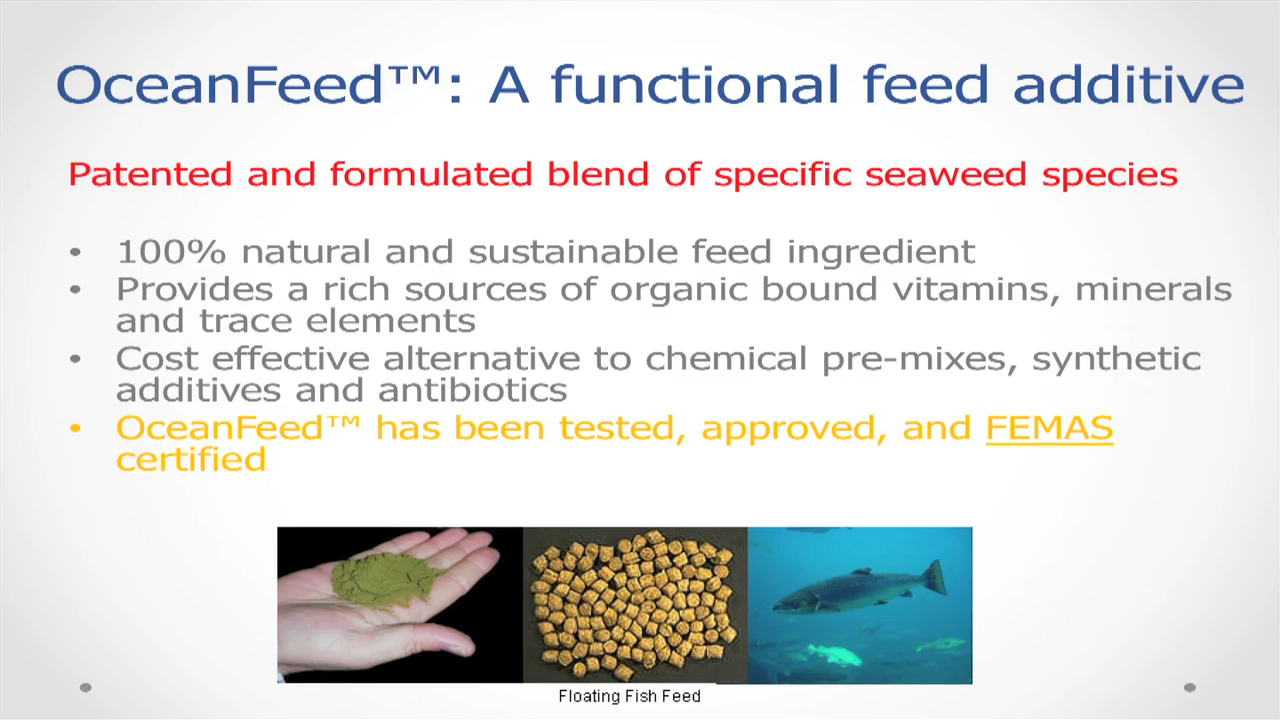 OceanFeed™: A functional feed additive
Patented and formulated blend of specific seaweed species
• 100% natural and sustainable feed ingredient
• Provides a rich sources of organic bound vitamins, minerals
and trace elements
• Cost effective alternative to chemical pre-mixes, synthetic
additives and antibiotics
• OceanFeed™ has been tested, approved, and FEMAS
certified
Floating Fish Feed